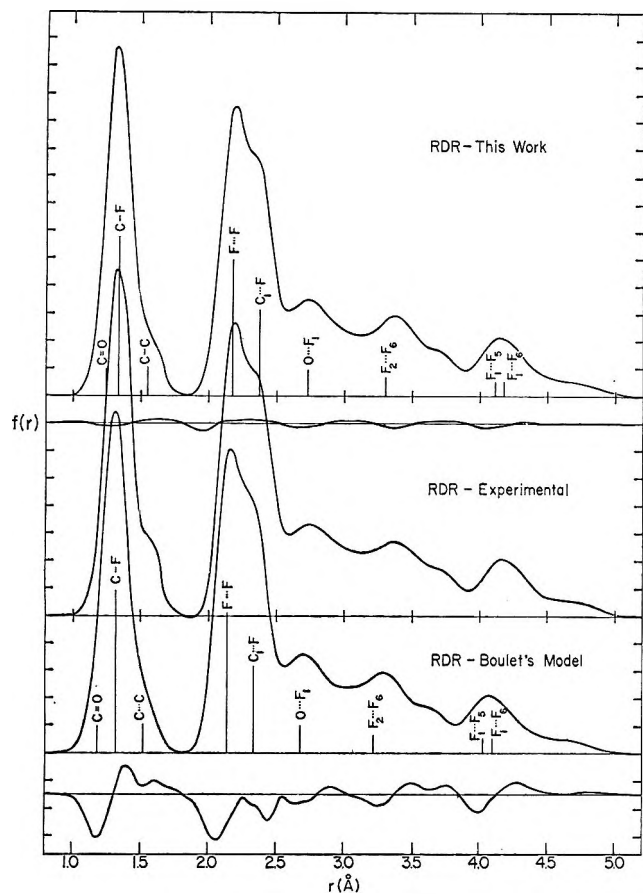 RDR – This Work
C=O
C–F
C–C
F···F
C₁···F
O···F₁
F₂···F₆
F₁···F₅
F₁···F₆
f(r)
RDR – Experimental
RDR – Boulet's Model
C=O
C–F
C···C
F···F
C₁···F
O···F₁
F₂···F₆
F₁···F₅
F₁···F₆
1.0 1.5 2.0 2.5 3.0 3.5 4.0 4.5 5.0
r(Å)